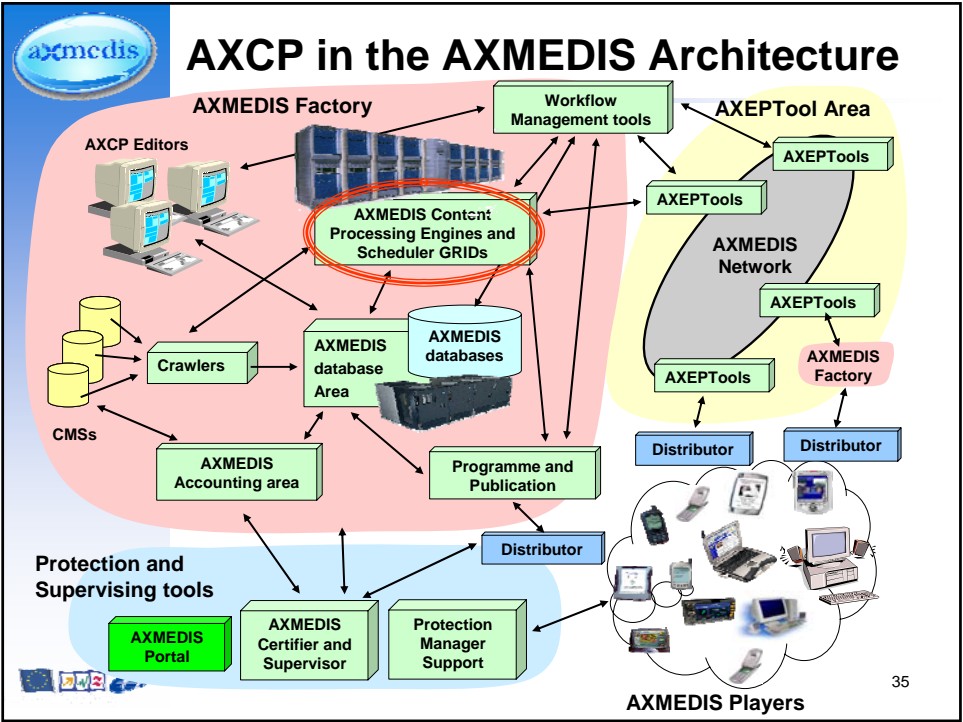 axmedis
AXCP in the AXMEDIS Architecture
AXMEDIS Factory
Workflow
Management tools
AXEPTool Area
AXCP Editors
AXEPTools
AXEPTools
AXMEDIS Content
Processing Engines and
Scheduler GRIDs
AXMEDIS
Network
AXEPTools
AXMEDIS
database
Area
AXMEDIS
databases
Crawlers
AXMEDIS
Factory
AXEPTools
CMSs
Distributor
Distributor
AXMEDIS
Accounting area
Programme and
Publication
Distributor
Protection and
Supervising tools
AXMEDIS
Portal
AXMEDIS
Certifier and
Supervisor
Protection
Manager
Support
AXMEDIS Players
35